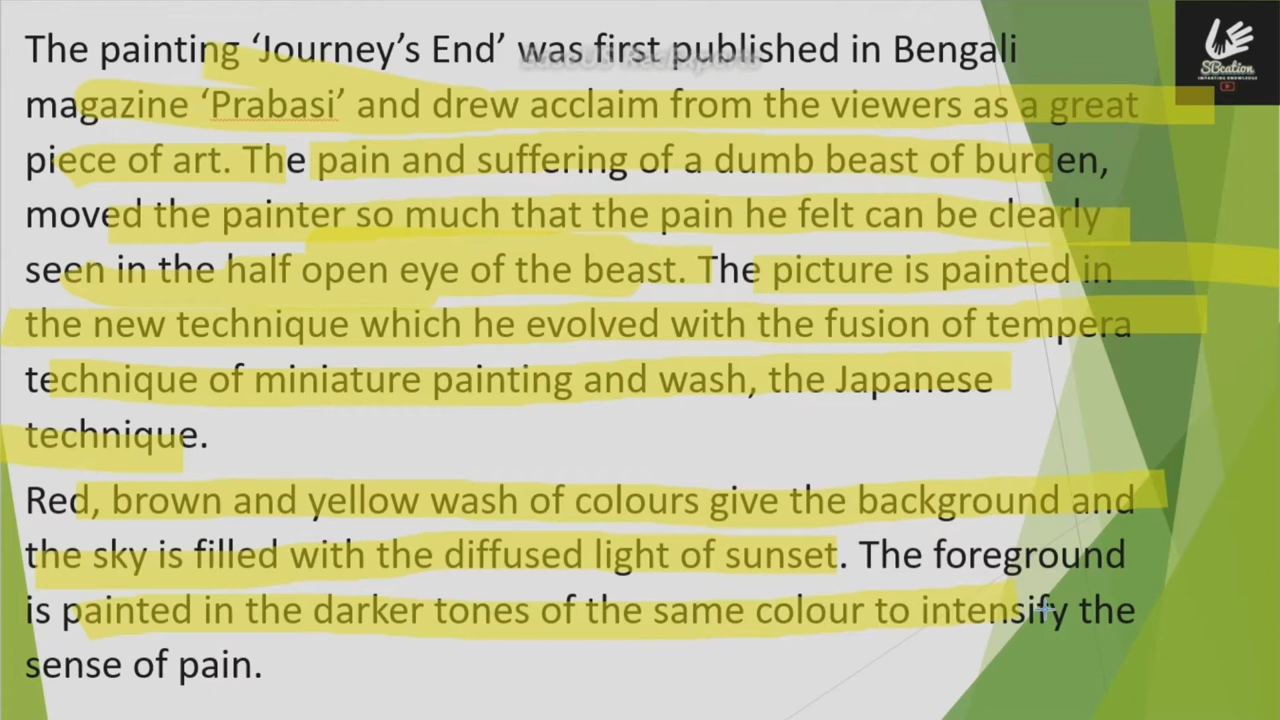 The painting ‘Journey’s End’ was first published in Bengali
magazine ‘Prabasi’ and drew acclaim from the viewers as a great
piece of art. The pain and suffering of a dumb beast of burden,
moved the painter so much that the pain he felt can be clearly
seen in the half open eye of the beast. The picture is painted in
the new technique which he evolved with the fusion of tempera
technique of miniature painting and wash, the Japanese
technique.
Red, brown and yellow wash of colours give the background and
the sky is filled with the diffused light of sunset. The foreground
is painted in the darker tones of the same colour to intensify the
sense of pain.
SBcation